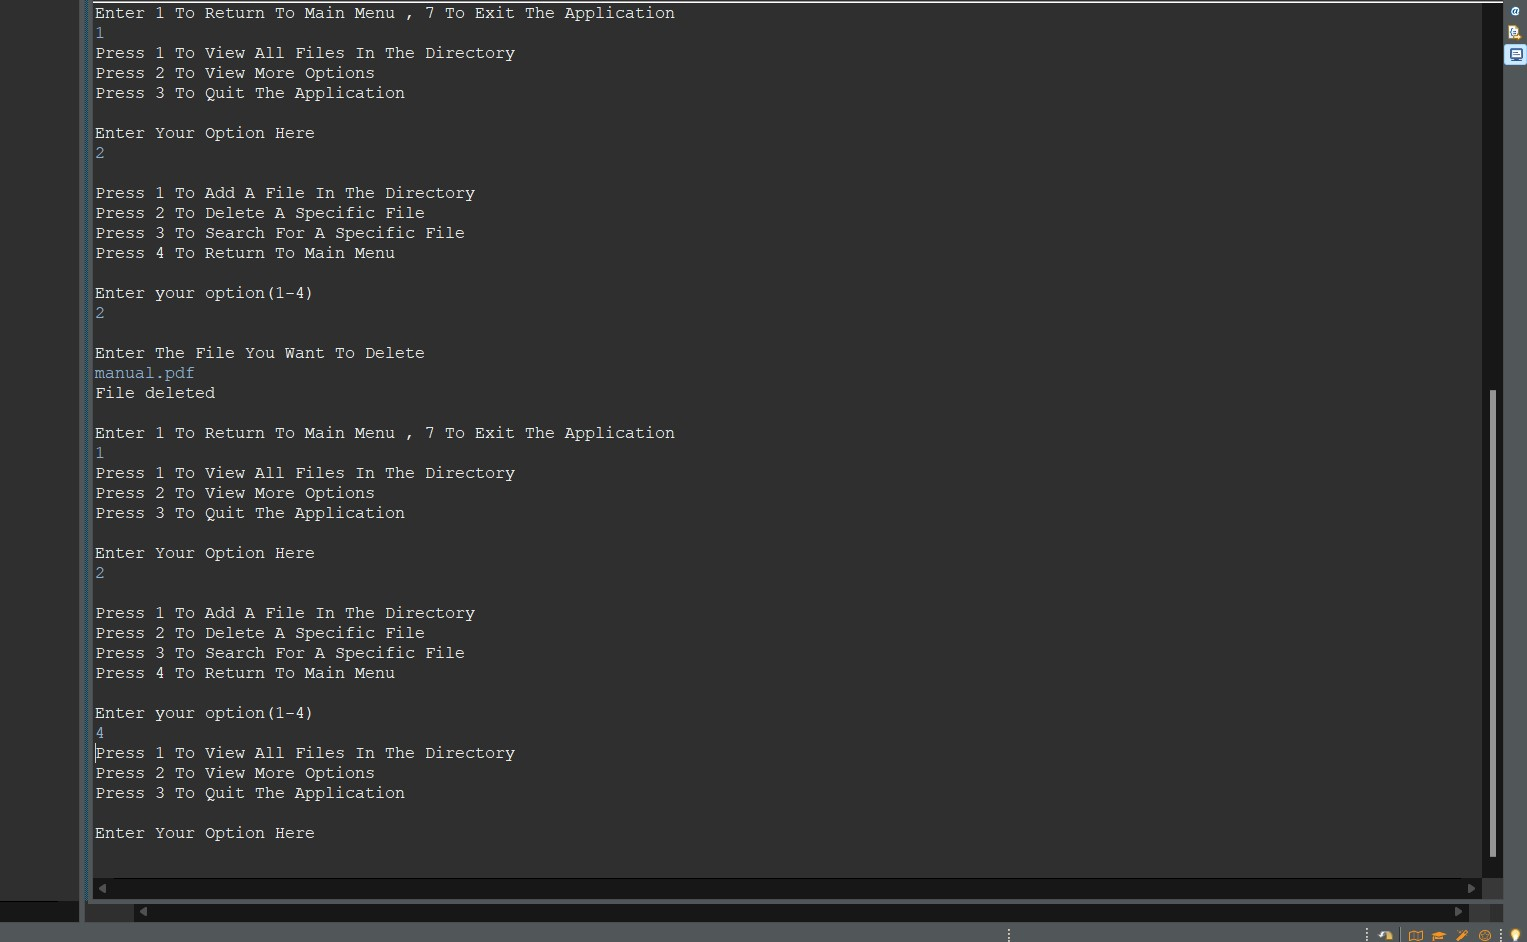 Enter 1 To Return To Main Menu , 7 To Exit The Application
1
Press 1 To View All Files In The Directory
Press 2 To View More Options
Press 3 To Quit The Application
Enter Your Option Here
2
Press 1 To Add A File In The Directory
Press 2 To Delete A Specific File
Press 3 To Search For A Specific File
Press 4 To Return To Main Menu
Enter your option(1-4)
2
Enter The File You Want To Delete
manual.pdf
File deleted
Enter 1 To Return To Main Menu , 7 To Exit The Application
1
Press 1 To View All Files In The Directory
Press 2 To View More Options
Press 3 To Quit The Application
Enter Your Option Here
2
Press 1 To Add A File In The Directory
Press 2 To Delete A Specific File
Press 3 To Search For A Specific File
Press 4 To Return To Main Menu
Enter your option(1-4)
4
Press 1 To View All Files In The Directory
Press 2 To View More Options
Press 3 To Quit The Application
Enter Your Option Here